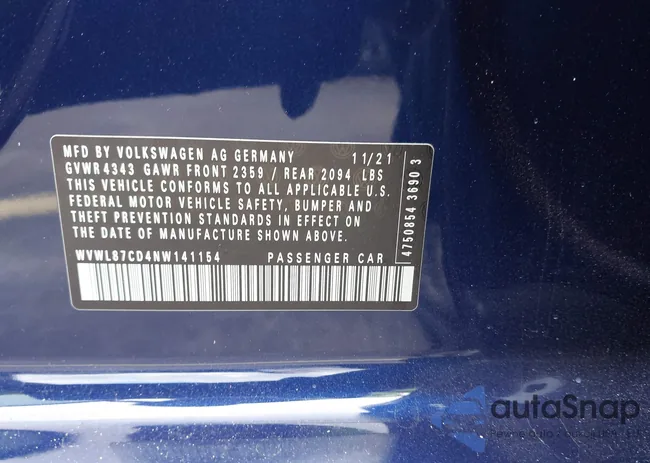 MFD BY VOLKSWAGEN AG GERMANY 11/21
GVWR 4343 GAWR FRONT 2359 / REAR 2094 LBS
THIS VEHICLE CONFORMS TO ALL APPLICABLE U.S.
FEDERAL MOTOR VEHICLE SAFETY, BUMPER AND
THEFT PREVENTION STANDARDS IN EFFECT ON
THE DATE OF MANUFACTURE SHOWN ABOVE.
WVWL87CD4NW141154 PASSENGER CAR
4750854 3690 3
autoSnap